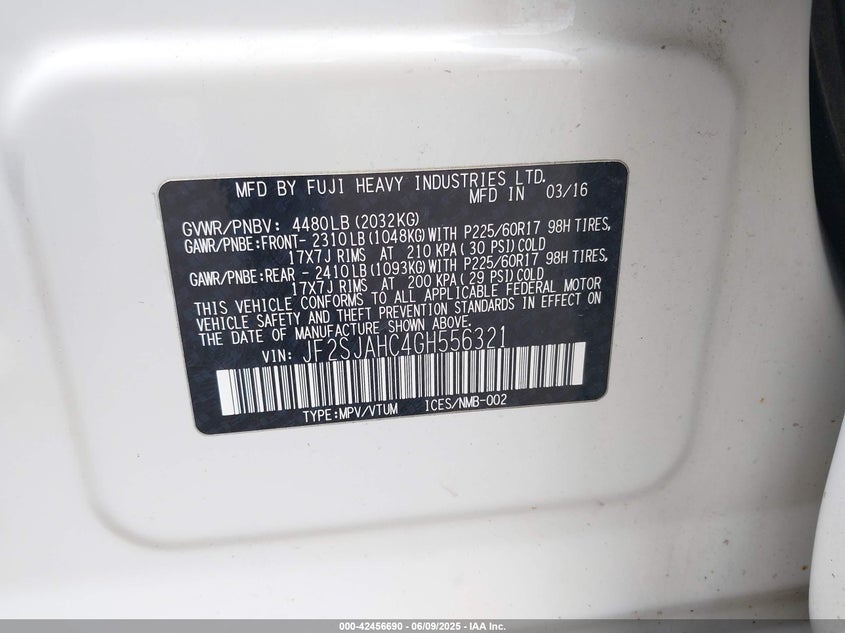 MFD BY FUJI HEAVY INDUSTRIES LTD.
MFD IN 03/16
GVWR/PNBV: 4480LB (2032KG)
GAWR/PNBE:FRONT- 2310LB (1048KG) WITH P225/60R17 98H TIRES,
17X7J RIMS AT 210 KPA (30 PSI) COLD
GAWR/PNBE:REAR - 2410LB (1093KG) WITH P225/60R17 98H TIRES,
17X7J RIMS AT 200 KPA (29 PSI) COLD
THIS VEHICLE CONFORMS TO ALL APPLICABLE FEDERAL MOTOR
VEHICLE SAFETY AND THEFT PREVENTION STANDARDS IN EFFECT ON
THE DATE OF MANUFACTURE SHOWN ABOVE.
VIN: JF2SJAHC4GH556321
TYPE:MPV/VTUM ICES/NMB-002
000-42456690 - 06/09/2025 - IAA Inc.